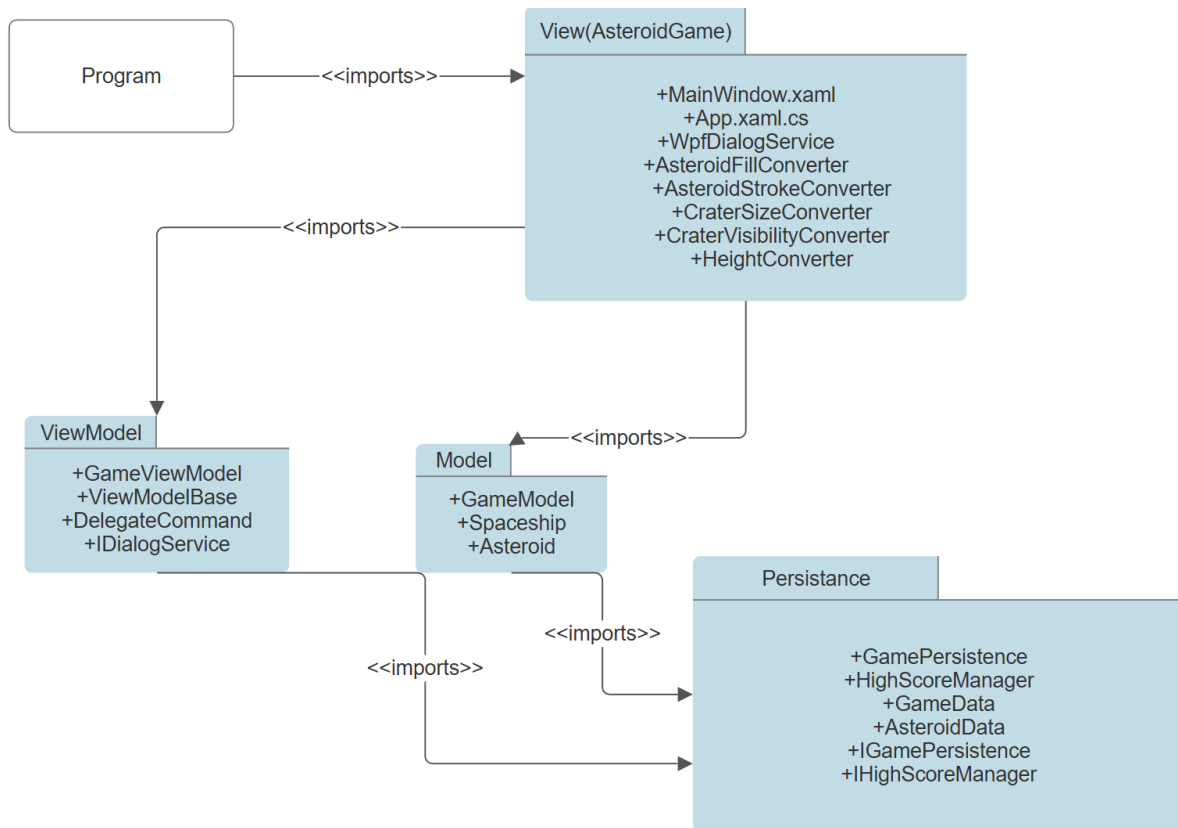 Program
<<imports>>
View(AsteroidGame)
+MainWindow.xaml
+App.xaml.cs
+WpfDialogService
+AsteroidFillConverter
+AsteroidStrokeConverter
+CraterSizeConverter
+CraterVisibilityConverter
+HeightConverter
<<imports>>
<<imports>>
ViewModel
+GameViewModel
+ViewModelBase
+DelegateCommand
+IDialogService
Model
+GameModel
+Spaceship
+Asteroid
<<imports>>
<<imports>>
Persistance
+GamePersistence
+HighScoreManager
+GameData
+AsteroidData
+IGamePersistence
+IHighScoreManager